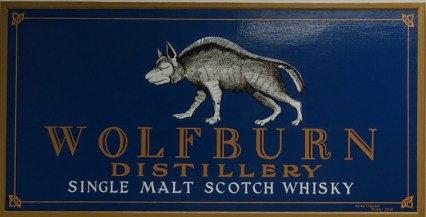 WOLFBURN
DISTILLERY
SINGLE MALT SCOTCH WHISKY